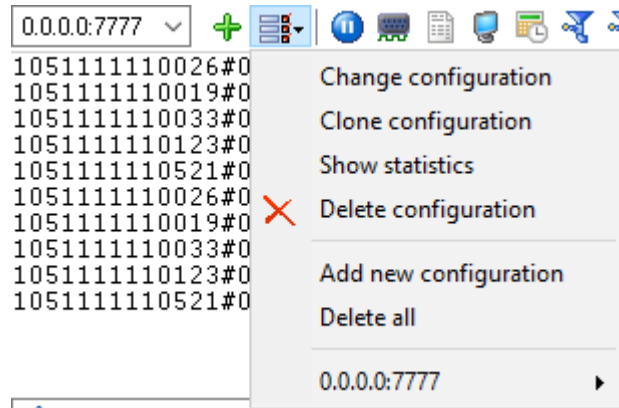 0.0.0.0:7777
1051111110026#0
1051111110019#0
1051111110033#0
1051111110123#0
1051111110521#0
1051111110026#0
1051111110019#0
1051111110033#0
1051111110123#0
1051111110521#0
Change configuration
Clone configuration
Show statistics
Delete configuration
Add new configuration
Delete all
0.0.0.0:7777